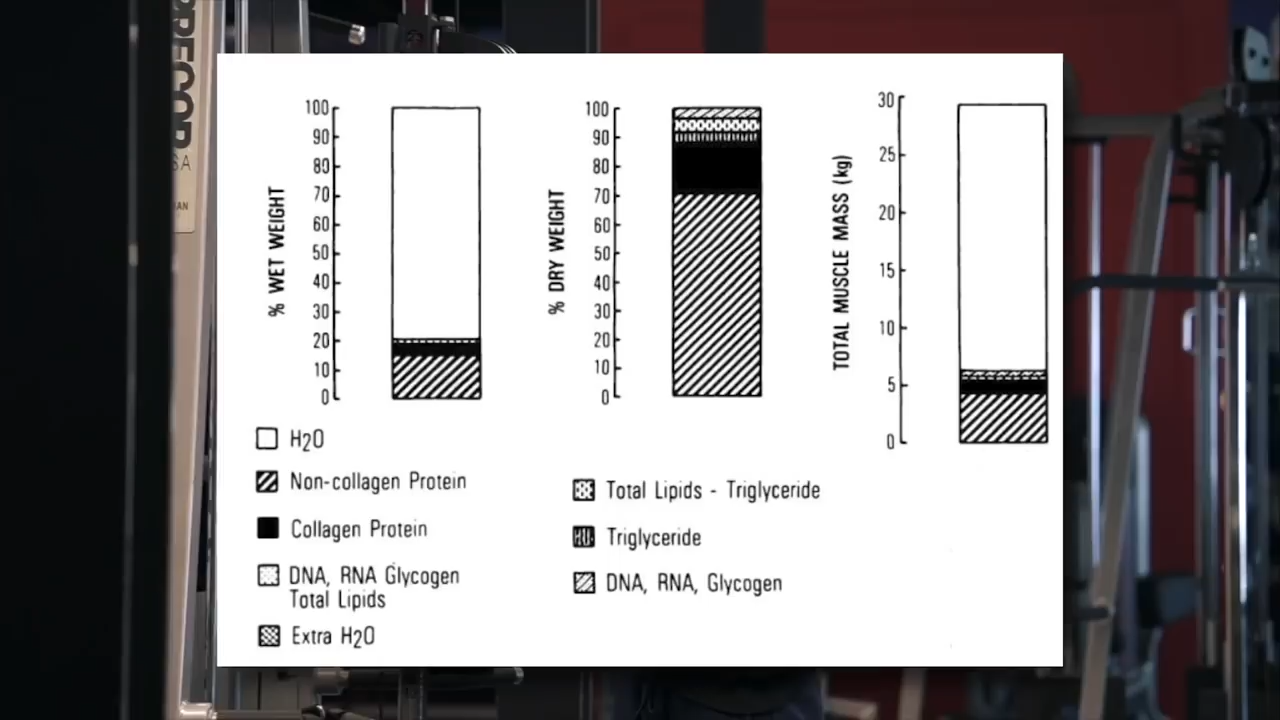 PRECOR
% WET WEIGHT
100
90
80
70
60
50
40
30
20
10
0
% DRY WEIGHT
100
90
80
70
60
50
40
30
20
10
0
TOTAL MUSCLE MASS (kg)
30
25
20
15
10
5
0
H2O
Non-collagen Protein
Collagen Protein
DNA, RNA Glycogen
Total Lipids
Extra H2O
Total Lipids - Triglyceride
Triglyceride
DNA, RNA, Glycogen